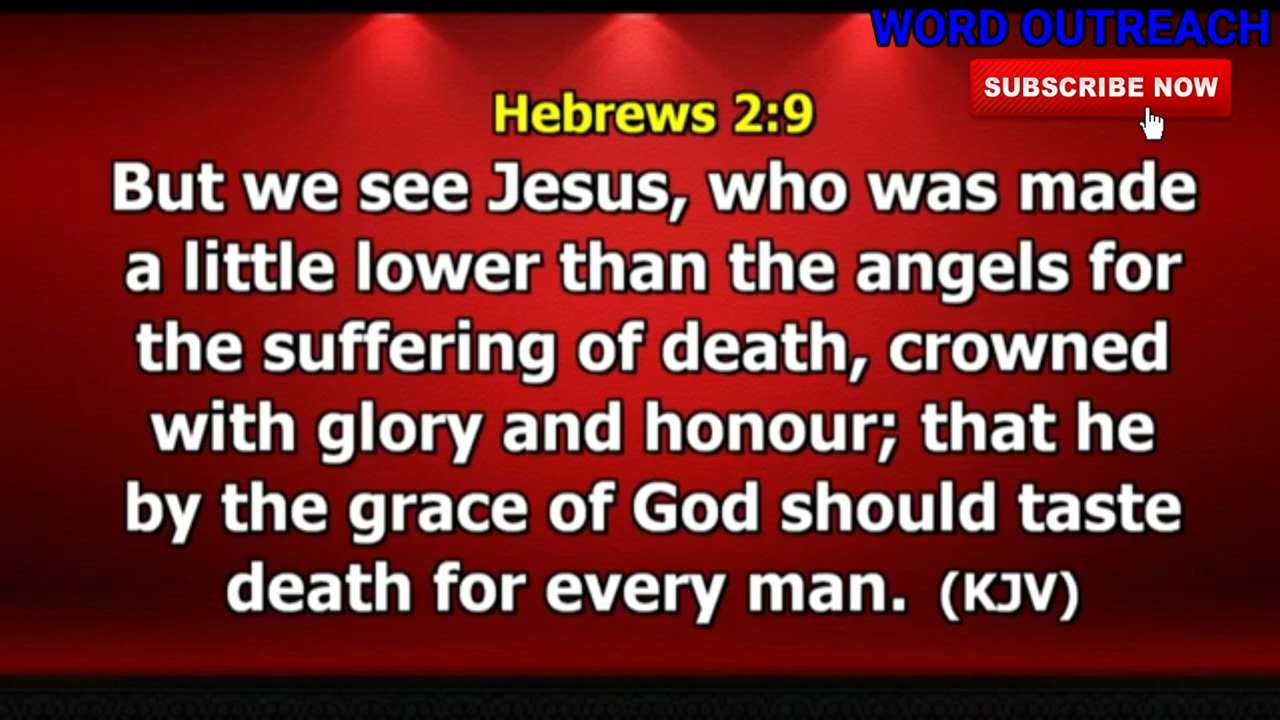 WORD OUTREACH
SUBSCRIBE NOW
Hebrews 2:9
But we see Jesus, who was made
a little lower than the angels for
the suffering of death, crowned
with glory and honour; that he
by the grace of God should taste
death for every man. (KJV)